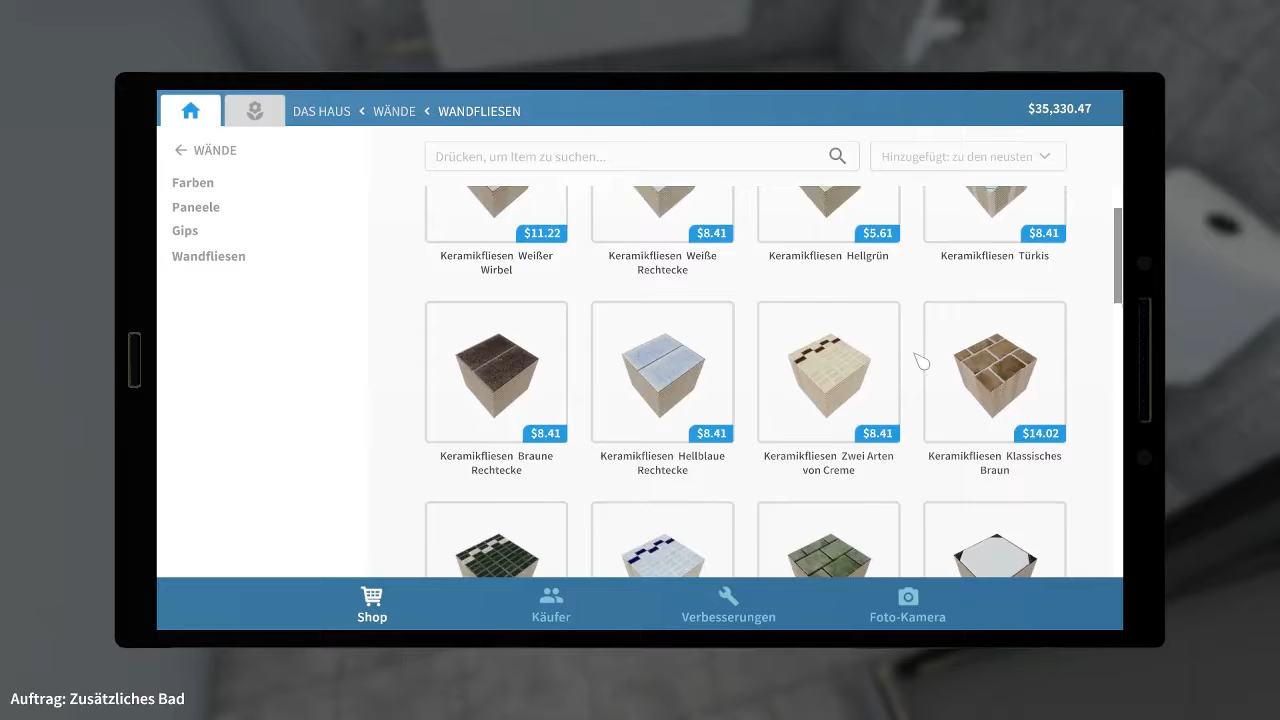 DAS HAUS < WÄNDE < WANDFLIESEN
$35,330.47
WÄNDE
Drücken, um Item zu suchen...
Hinzugefügt: zu den neusten
Farben
Paneele
Gips
Wandfliesen
$11.22
$8.41
$5.61
$8.41
Keramikfliesen Weißer
Wirbel
Keramikfliesen Weiße
Rechtecke
Keramikfliesen Hellgrün
Keramikfliesen Türkis
$8.41
$8.41
$8.41
$14.02
Keramikfliesen Braune
Rechtecke
Keramikfliesen Hellblaue
Rechtecke
Keramikfliesen Zwei Arten
von Creme
Keramikfliesen Klassisches
Braun
Shop
Käufer
Verbesserungen
Foto-Kamera
Auftrag: Zusätzliches Bad